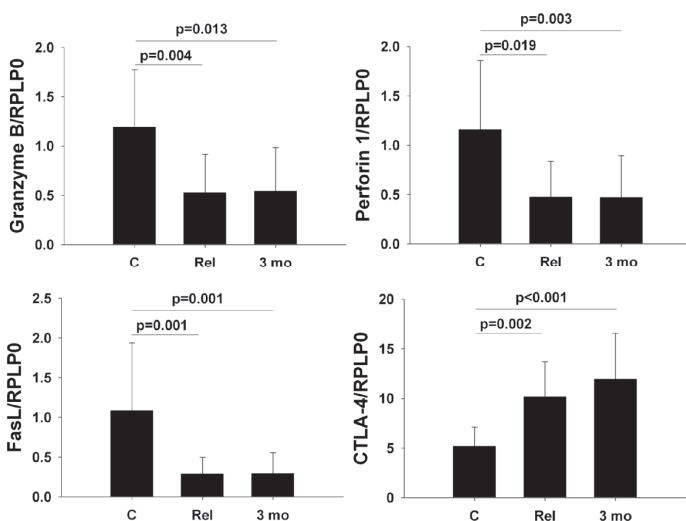 p=0.013
p=0.004
Granzyme B/RPLP0
2.0
1.5
1.0
0.5
0.0
C Rel 3 mo
p=0.003
p=0.019
Perforin 1/RPLP0
2.0
1.5
1.0
0.5
0.0
C Rel 3 mo
p=0.001
p=0.001
FasL/RPLP0
2.5
2.0
1.5
1.0
0.5
0.0
C Rel 3 mo
p<0.001
p=0.002
CTLA-4/RPLP0
20
15
10
5
0
C Rel 3 mo